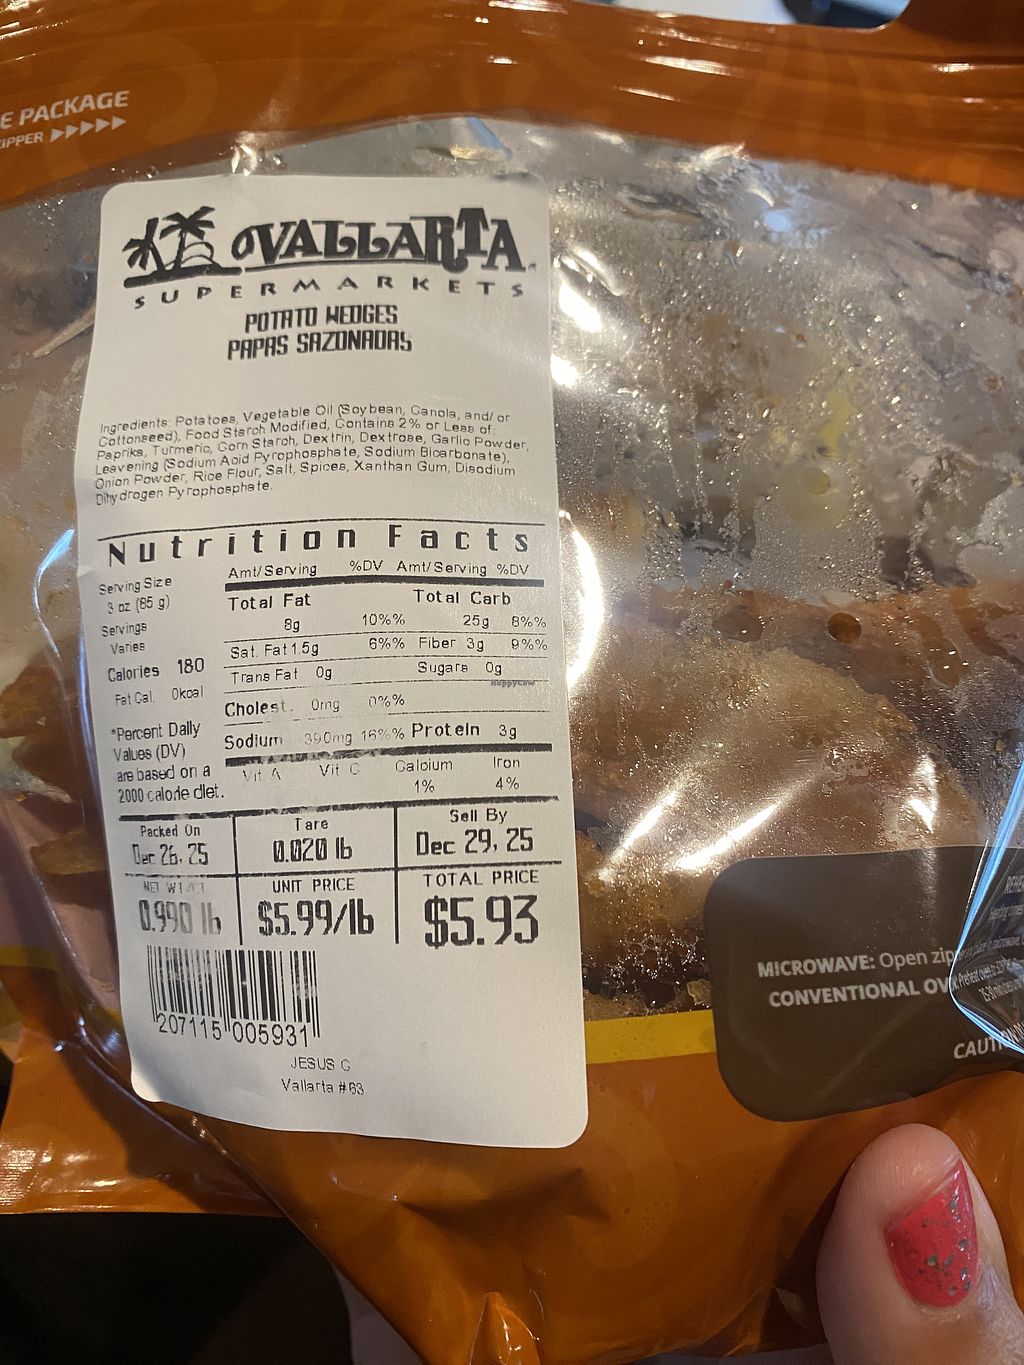 E PACKAGE
IPPER
VALLARTA
SUPERMARKETS
POTATO WEDGES
PAPAS SAZONADAS
Ingredients: Potatoes, Vegetable Oil (Soybean, Canola, and/ or
Cottonseed), Food Starch Modified, Contains 2% or Less of:
Paprika, Turmeric, Corn Starch, Dextrin, Dextrose, Garlic Powder,
Leavening (Sodium Acid Pyrophosphate, Sodium Bicarbonate),
Onion Powder, Rice Flour, Salt, Spices, Xanthan Gum, Disodium
Dihydrogen Pyrophosphate.
Nutrition Facts
Serving Size
3 oz (85 g)
Servings
Varies
Calories 180
Fat Cal. 0kcal
*Percent Daily
Values (DV)
are based on a
2000 calorie diet.
Amt/Serving %DV Amt/Serving %DV
Total Fat Total Carb
8g 10%% 25g 8%%
Sat. Fat 1.5g 6%% Fiber 3g 9%%
Trans Fat 0g Sugars 0g
HappyCow
Cholest. 0mg 0%%
Sodium 390mg 16%% Protein 3g
Vit A Vit C Calcium Iron
1% 4%
Packed On Tare Sell By
Dec 26, 25 0.020 lb Dec 29, 25
NET WT/CT UNIT PRICE TOTAL PRICE
0.990 lb $5.99/lb $5.93
207115 005931
JESUS C
Vallarta #63
MICROWAVE: Open zip
CONVENTIONAL OV
CAUTION